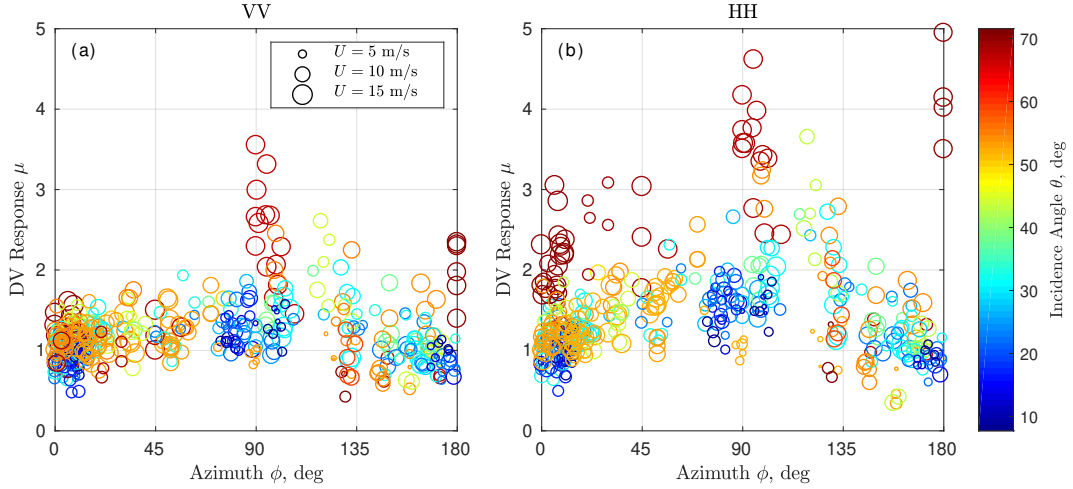 VV
HH
5
4
3
2
1
0
DV Response μ
(a)
U = 5 m/s
U = 10 m/s
U = 15 m/s
0 45 90 135 180
Azimuth ϕ, deg
5
4
3
2
1
0
DV Response μ
(b)
0 45 90 135 180
Azimuth ϕ, deg
70
60
50
40
30
20
10
Incidence Angle θ, deg